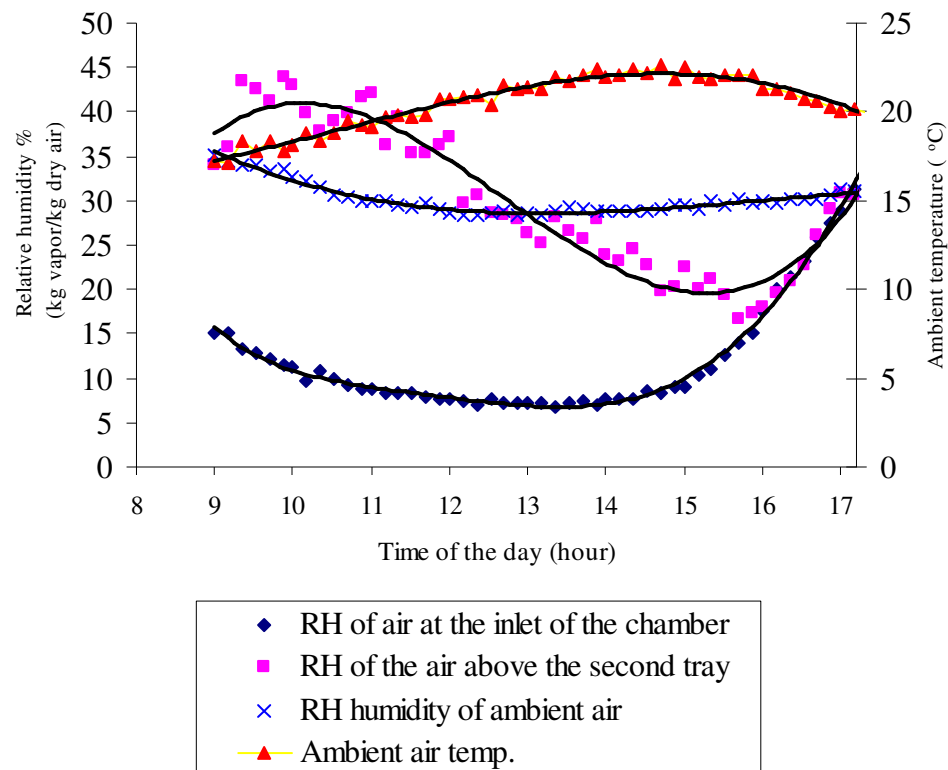 50
45
40
35
30
25
20
15
10
5
0
Relative humidity %
(kg vapor/kg dry air)
25
20
15
10
5
0
Ambient temperature ( °C)
8 9 10 11 12 13 14 15 16 17
Time of the day (hour)
RH of air at the inlet of the chamber
RH of the air above the second tray
RH humidity of ambient air
Ambient air temp.